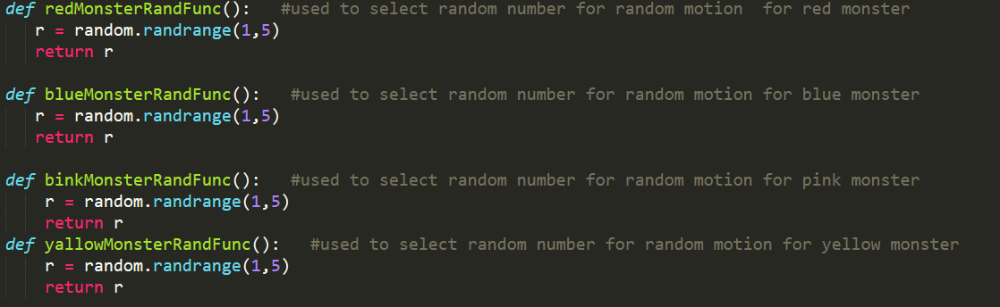 def redMonsterRandFunc():   #used to select random number for random motion  for red monster
   r = random.randrange(1,5)
   return r
def blueMonsterRandFunc():   #used to select random number for random motion for blue monster
   r = random.randrange(1,5)
   return r
def binkMonsterRandFunc():   #used to select random number for random motion for pink monster
    r = random.randrange(1,5)
    return r
def yallowMonsterRandFunc():   #used to select random number for random motion for yellow monster
    r = random.randrange(1,5)
    return r